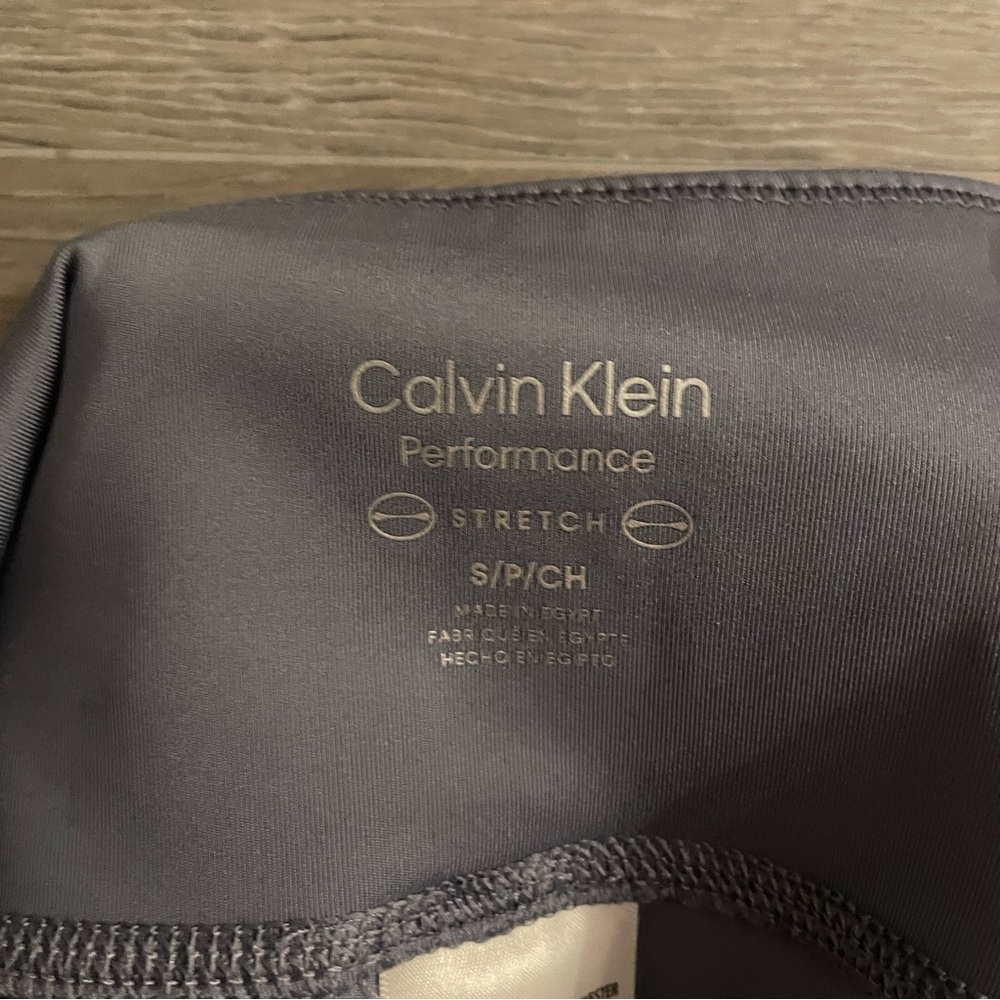 Calvin Klein
Performance
STRETCH
S/P/CH
MADE IN EGYPT
FABRIQUÉ EN EGYPTE
HECHO EN EGIPTO